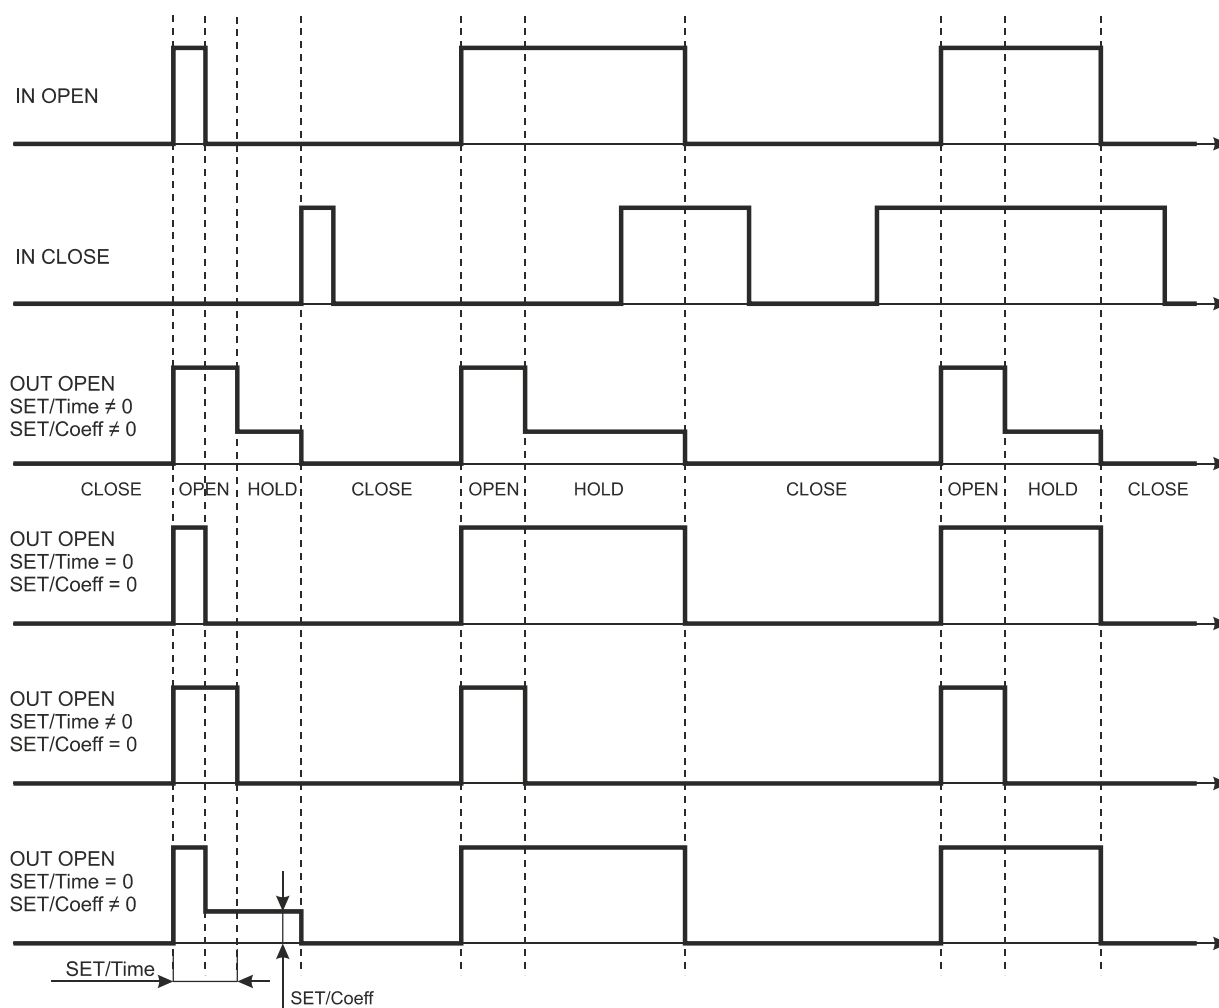 IN OPEN
IN CLOSE
OUT OPEN
SET/Time ≠ 0
SET/Coeff ≠ 0
CLOSE OPEN HOLD CLOSE OPEN HOLD CLOSE OPEN HOLD CLOSE
OUT OPEN
SET/Time = 0
SET/Coeff = 0
OUT OPEN
SET/Time ≠ 0
SET/Coeff = 0
OUT OPEN
SET/Time = 0
SET/Coeff ≠ 0
SET/Time
SET/Coeff